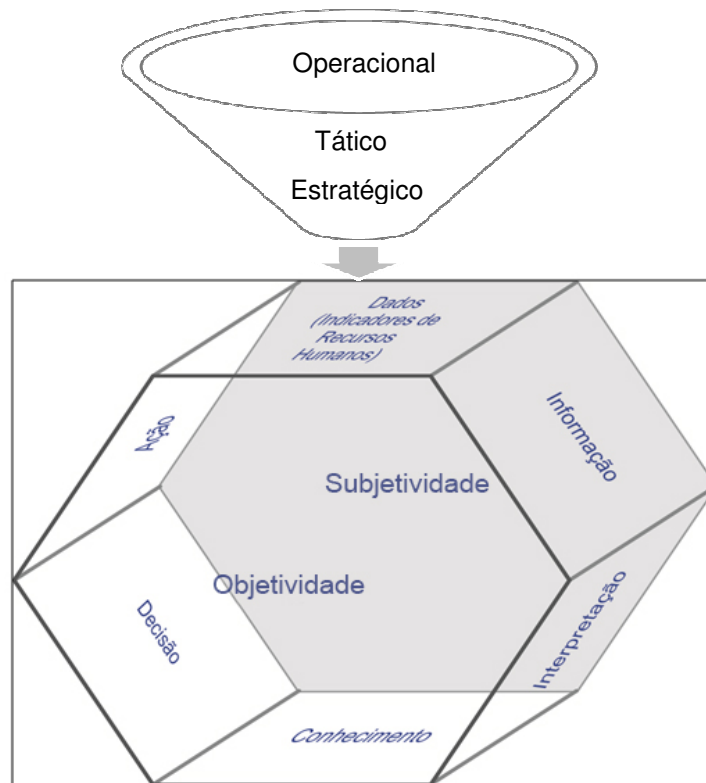 Operacional
Tático
Estratégico
Dados
(Indicadores de
Recursos
Humanos)
Informação
Ação
Subjetividade
Objetividade
Interpretação
Decisão
Conhecimento